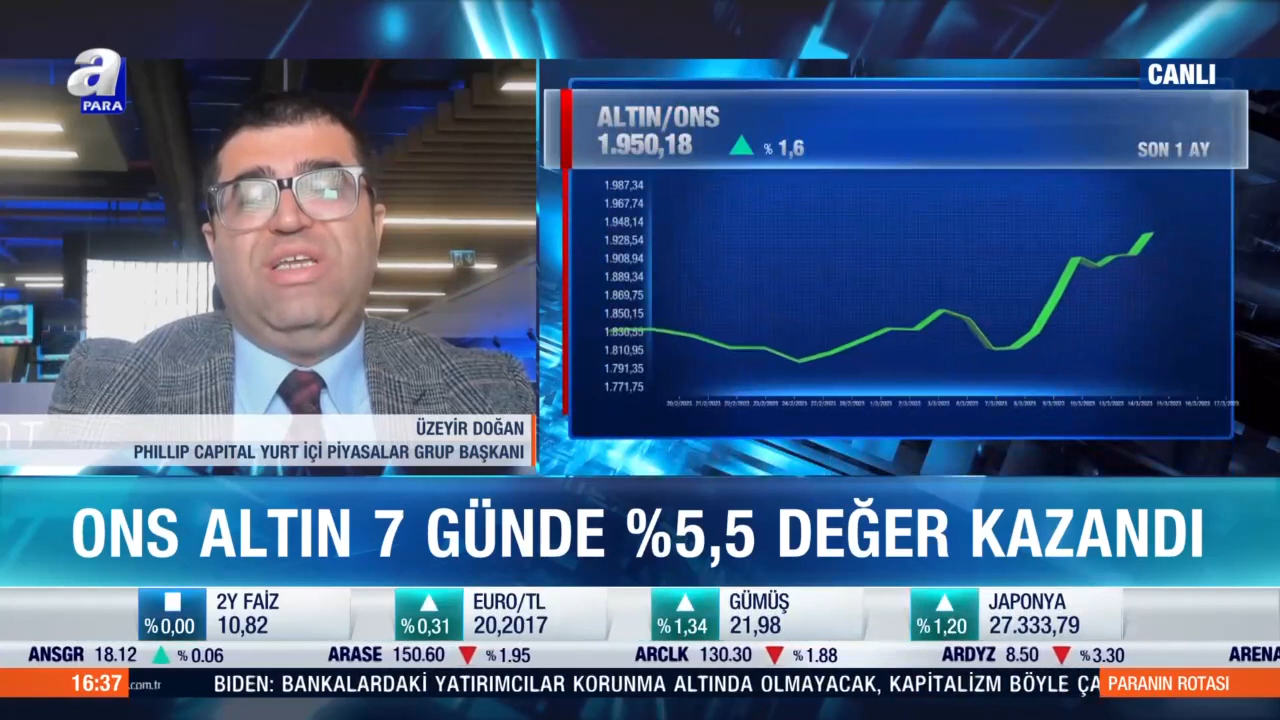 a
PARA
CANLI
ALTIN/ONS
1.950,18 % 1,6
SON 1 AY
1.987,34
1.967,74
1.948,14
1.928,54
1.908,94
1.889,34
1.869,75
1.850,15
1.830,55
1.810,95
1.791,35
1.771,75
ÜZEYİR DOĞAN
PHILLIP CAPITAL YURT İÇİ PİYASALAR GRUP BAŞKANI
ONS ALTIN 7 GÜNDE %5,5 DEĞER KAZANDI
2Y FAİZ
%0,00 10,82
EURO/TL
%0,31 20,2017
GÜMÜŞ
%1,34 21,98
JAPONYA
%1,20 27.333,79
ANSGR 18.12 %0.06 ARASE 150.60 %1.95 ARCLK 130.30 %1.88 ARDYZ 8.50 %3.30 ARENA
16:37 .com.tr BIDEN: BANKALARDAKİ YATIRIMCILAR KORUNMA ALTINDA OLMAYACAK, KAPİTALİZM BÖYLE ÇA PARANIN ROTASI